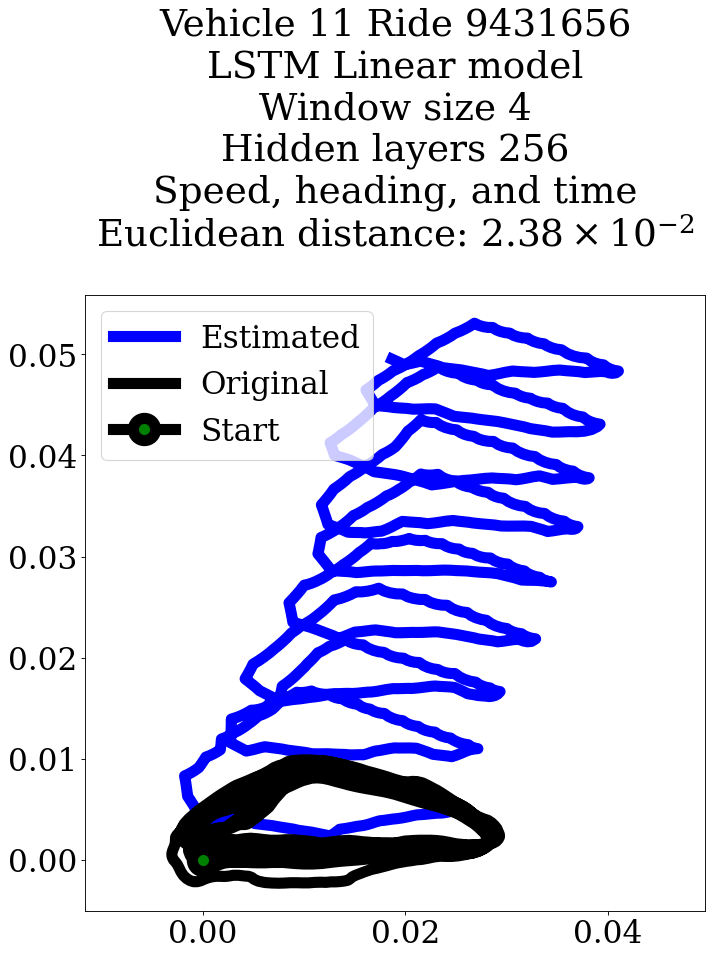 Vehicle 11 Ride 9431656
LSTM Linear model
Window size 4
Hidden layers 256
Speed, heading, and time
Euclidean distance: 2.38 × 10⁻²
Estimated
Original
Start
0.05
0.04
0.03
0.02
0.01
0.00
0.00 0.02 0.04